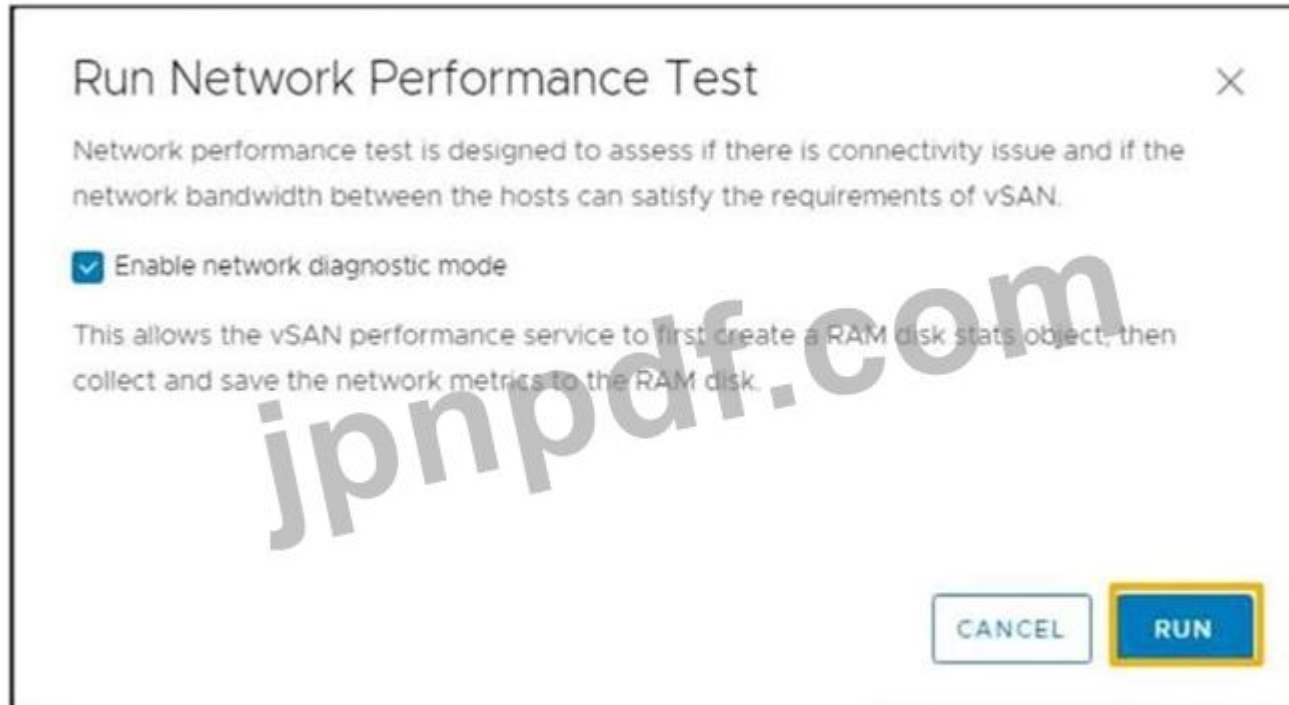 Run Network Performance Test
Network performance test is designed to assess if there is connectivity issue and if the
network bandwidth between the hosts can satisfy the requirements of vSAN.
Enable network diagnostic mode
This allows the vSAN performance service to first create a RAM disk stats object, then
collect and save the network metrics to the RAM disk.
jpnpdf.com
CANCEL
RUN